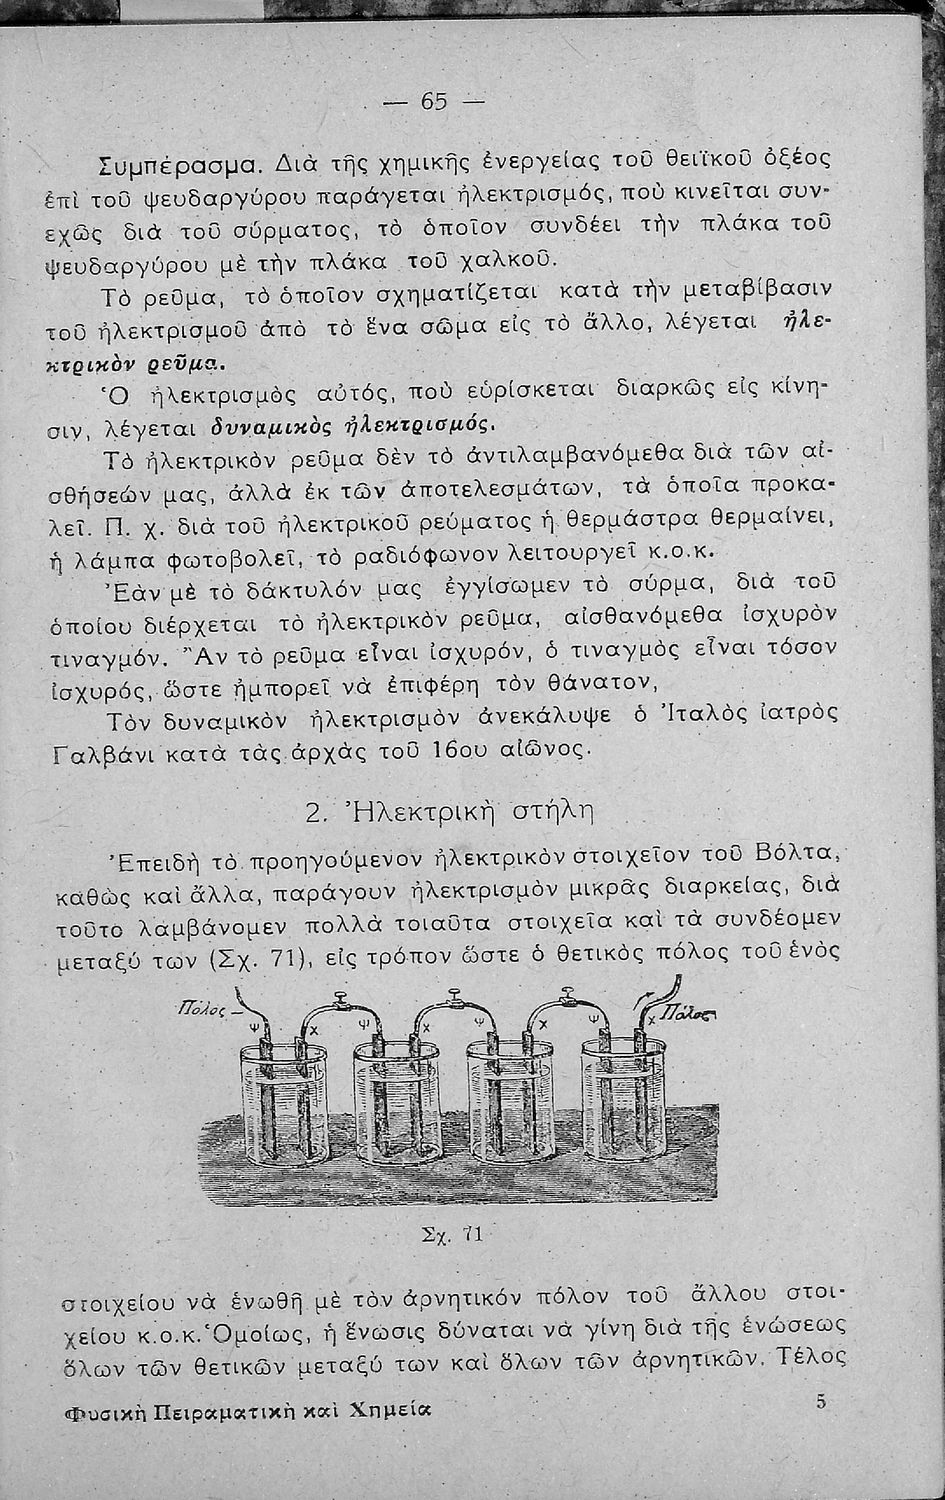 — 65 —
Συμπέρασμα. Διὰ τῆς χημικῆς ἐνεργείας τοῦ θειϊκοῦ ὀξέος
ἐπὶ τοῦ ψευδαργύρου παράγεται ἠλεκτρισμός, ποὺ κινεῖται συν-
εχῶς διὰ τοῦ σύρματος, τὸ ὁποῖον συνδέει τὴν πλάκα τοῦ
ψευδαργύρου μὲ τὴν πλάκα τοῦ χαλκοῦ.
Τὸ ρεῦμα, τὸ ὁποῖον σχηματίζεται κατὰ τὴν μεταβίβασιν
τοῦ ἠλεκτρισμοῦ ἀπὸ τὸ ἕνα σῶμα εἰς τὸ ἄλλο, λέγεται ἠλε-
κτρικὸν ρεῦμα.
Ὁ ἠλεκτρισμὸς αὐτός, ποὺ εὑρίσκεται διαρκῶς εἰς κίνη-
σιν, λέγεται δυναμικὸς ἠλεκτρισμός.
Τὸ ἠλεκτρικὸν ρεῦμα δὲν τὸ ἀντιλαμβανόμεθα διὰ τῶν αἰ-
σθήσεών μας, ἀλλὰ ἐκ τῶν ἀποτελεσμάτων, τὰ ὁποῖα προκα-
λεῖ. Π. χ. διὰ τοῦ ἠλεκτρικοῦ ρεύματος ἡ θερμάστρα θερμαίνει,
ἡ λάμπα φωτοβολεῖ, τὸ ραδιόφωνον λειτουργεῖ κ.ο.κ.
Ἐὰν μὲ τὸ δάκτυλόν μας ἐγγίσωμεν τὸ σύρμα, διὰ τοῦ
ὁποίου διέρχεται τὸ ἠλεκτρικὸν ρεῦμα, αἰσθανόμεθα ἰσχυρὸν
τιναγμόν. Ἂν τὸ ρεῦμα εἶναι ἰσχυρόν, ὁ τιναγμὸς εἶναι τόσον
ἰσχυρός, ὥστε ἠμπορεῖ νὰ ἐπιφέρη τὸν θάνατον,
Τὸν δυναμικὸν ἠλεκτρισμὸν ἀνεκάλυψε ὁ Ἰταλὸς ἰατρὸς
Γαλβάνι κατὰ τὰς ἀρχὰς τοῦ 16ου αἰῶνος.
2. Ἠλεκτρικὴ στήλη
Ἐπειδὴ τὸ προηγούμενον ἠλεκτρικὸν στοιχεῖον τοῦ Βόλτα,
καθὼς καὶ ἄλλα, παράγουν ἠλεκτρισμὸν μικρᾶς διαρκείας, διὰ
τοῦτο λαμβάνομεν πολλὰ τοιαῦτα στοιχεῖα καὶ τὰ συνδέομεν
μεταξύ των (Σχ. 71), εἰς τρόπον ὥστε ὁ θετικὸς πόλος τοῦ ἑνὸς
Πόλος Ψ Χ Ψ Χ Ψ Χ Ψ Χ Πόλος
Σχ. 71
στοιχείου νὰ ἑνωθῇ μὲ τὸν ἀρνητικόν πόλον τοῦ ἄλλου στοι-
χείου κ.ο.κ. Ὁμοίως, ἡ ἕνωσις δύναται νὰ γίνη διὰ τῆς ἑνώσεως
ὅλων τῶν θετικῶν μεταξύ των καὶ ὅλων τῶν ἀρνητικῶν. Τέλος
Φυσικὴ Πειραματικὴ καὶ Χημεία 5